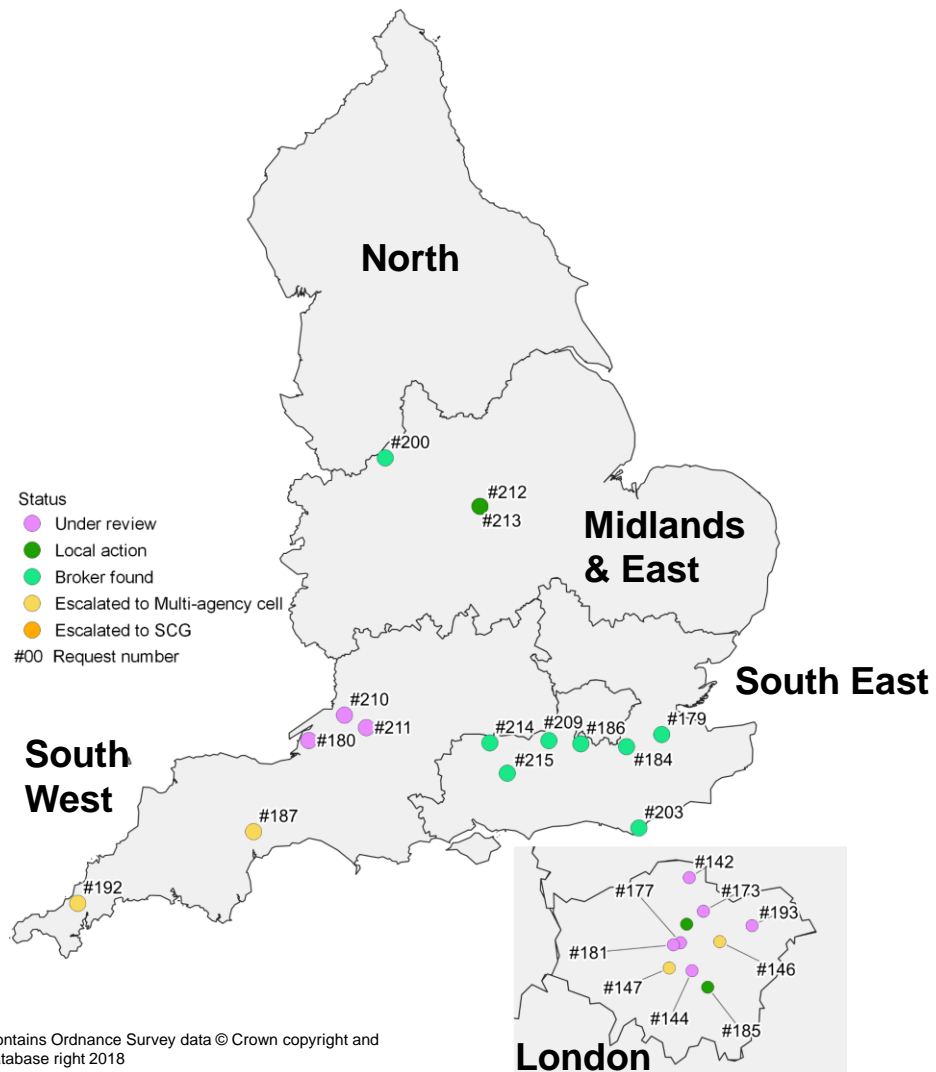 North
#200
#212
#213
Midlands
& East
Status
Under review
Local action
Broker found
Escalated to Multi-agency cell
Escalated to SCG
#00 Request number
South East
#210
#211
#180
#214
#209
#186
#179
#184
#215
South
West
#187
#203
#192
#142
#177
#173
#193
#181
#146
#147
#144
#185
London
ontains Ordnance Survey data © Crown copyright and
atabase right 2018